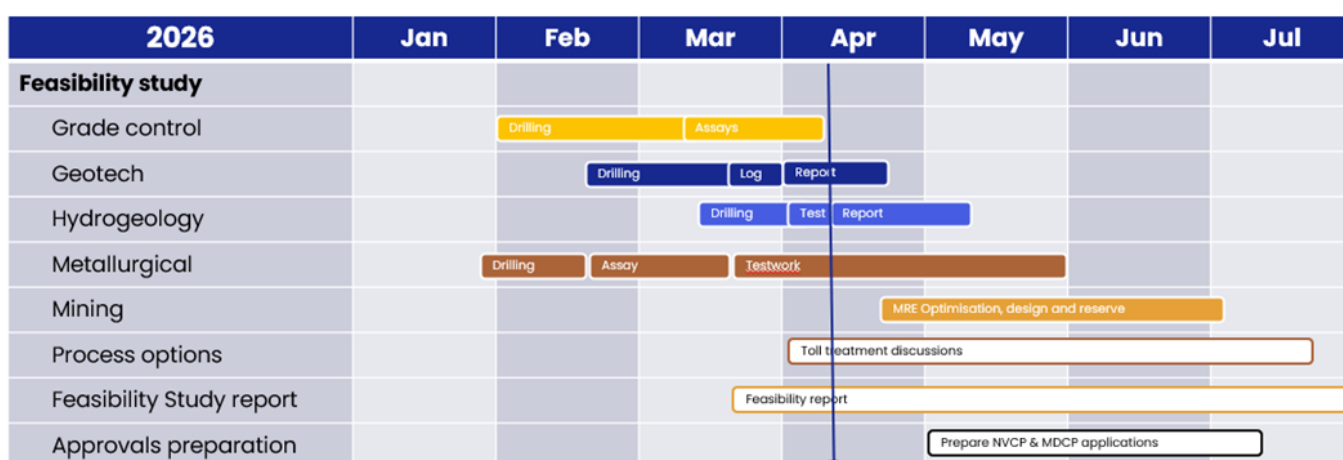 2026 Jan Feb Mar Apr May Jun Jul
Feasibility study
Grade control Drilling Assays
Geotech Drilling Log Report
Hydrogeology Drilling Test Report
Metallurgical Drilling Assay Testwork
Mining MRE Optimisation, design and reserve
Process options Toll treatment discussions
Feasibility Study report Feasibility report
Approvals preparation Prepare NVCP & MDCP applications